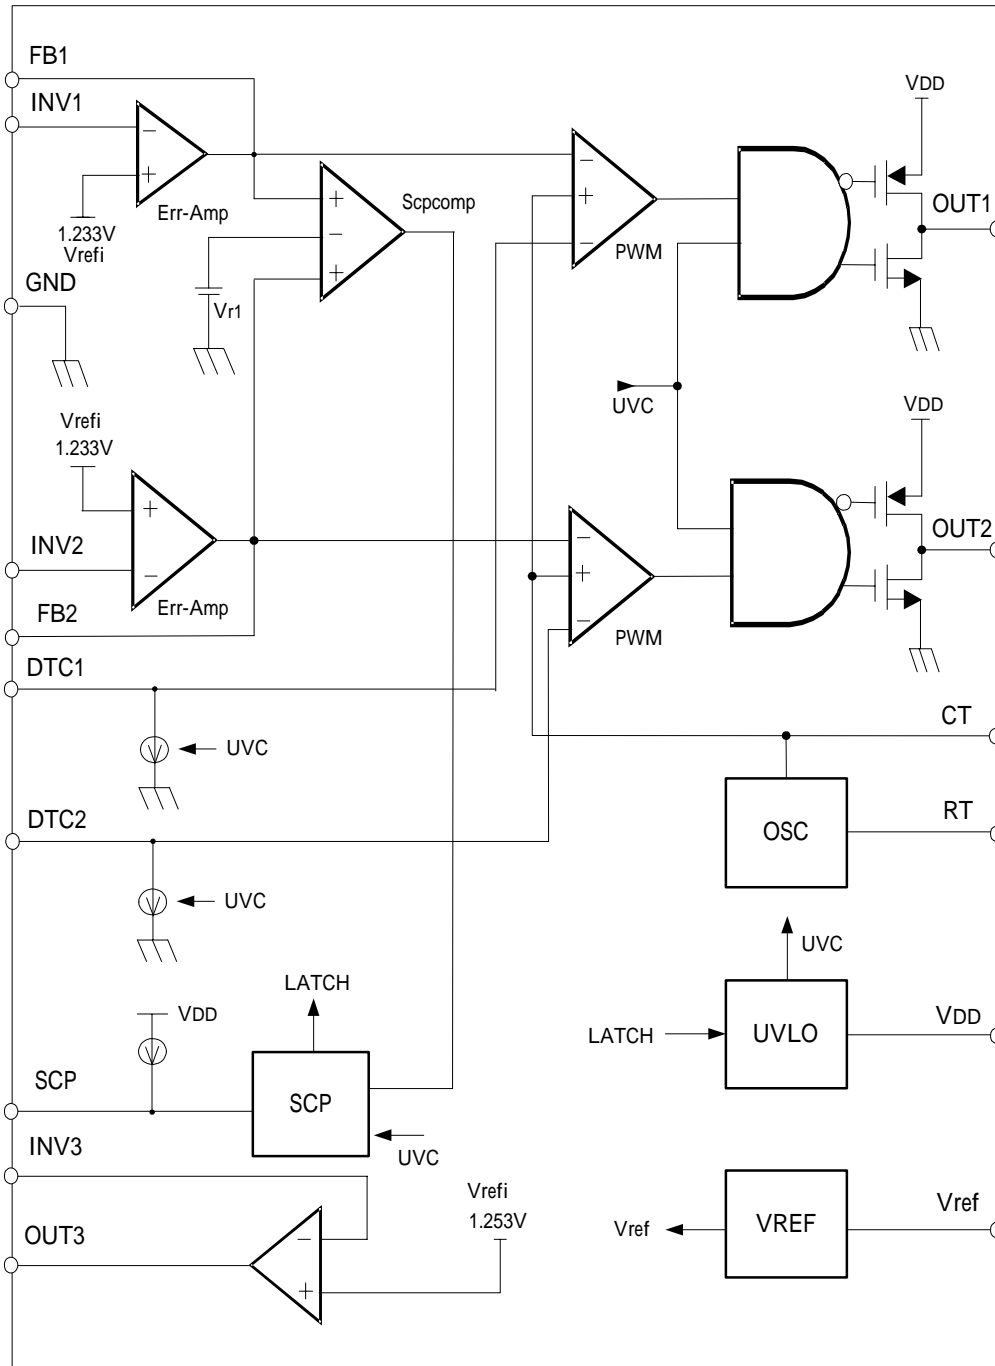 FB1
INV1
VDD
OUT1
Scpcomp
Err-Amp
1.233V
Vrefi
PWM
GND
Vr1
UVC
VDD
Vrefi
1.233V
OUT2
INV2
FB2
Err-Amp
PWM
DTC1
CT
UVC
DTC2
OSC
RT
UVC
UVC
LATCH
VDD
LATCH
UVLO
VDD
SCP
SCP
INV3
UVC
Vrefi
1.253V
OUT3
Vref
VREF
Vref